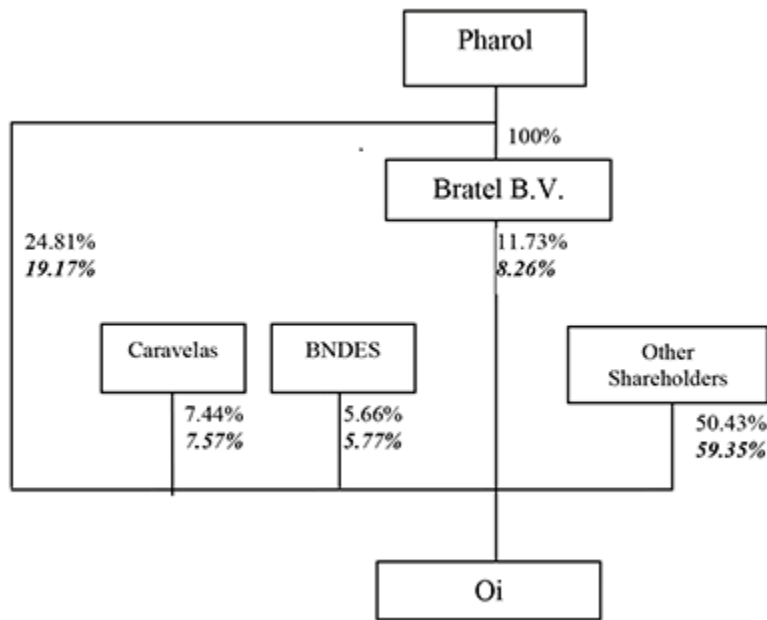 Pharol
100%
Bratel B.V.
24.81%
19.17%
11.73%
8.26%
Caravelas
BNDES
Other
Shareholders
7.44%
7.57%
5.66%
5.77%
50.43%
59.35%
Oi